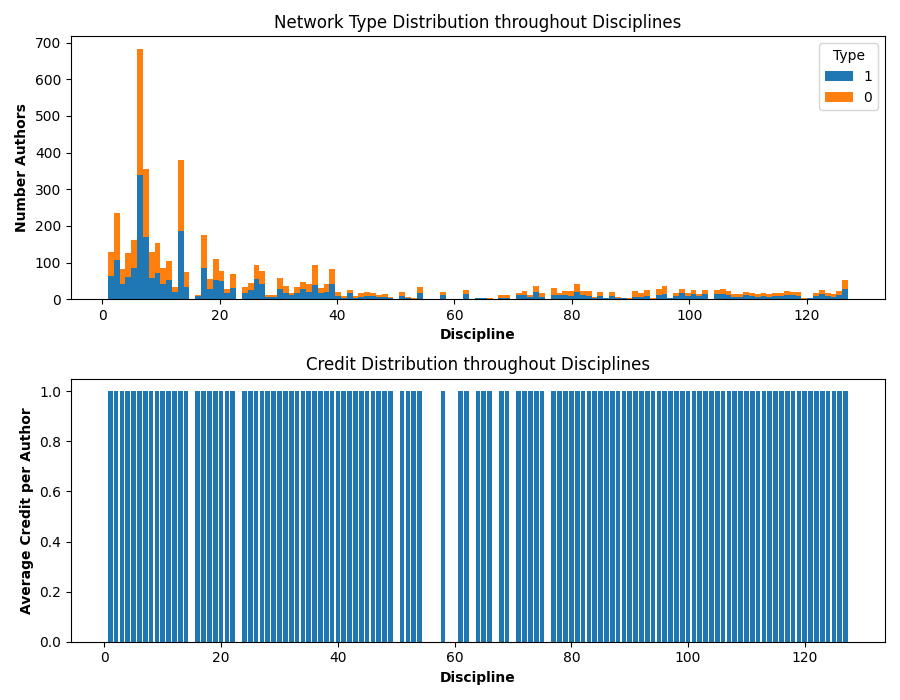 Network Type Distribution throughout Disciplines
700
600
500
400
300
200
100
0
Number Authors
Type
1
0
0 20 40 60 80 100 120
Discipline
Credit Distribution throughout Disciplines
1.0
0.8
0.6
0.4
0.2
0.0
Average Credit per Author
0 20 40 60 80 100 120
Discipline